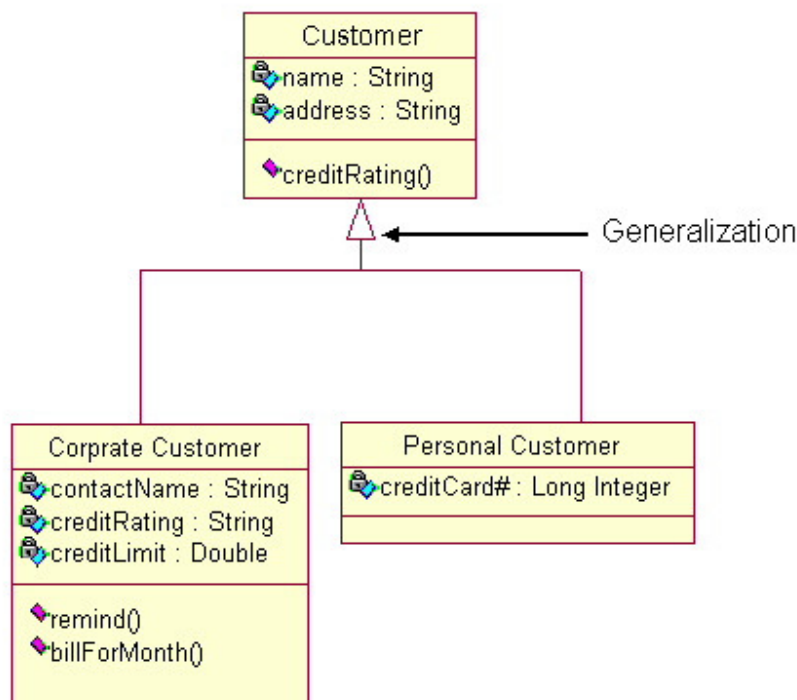 Customer
name : String
address : String
creditRating()
Generalization
Corprate Customer
contactName : String
creditRating : String
creditLimit : Double
remind()
billForMonth()
Personal Customer
creditCard# : Long Integer